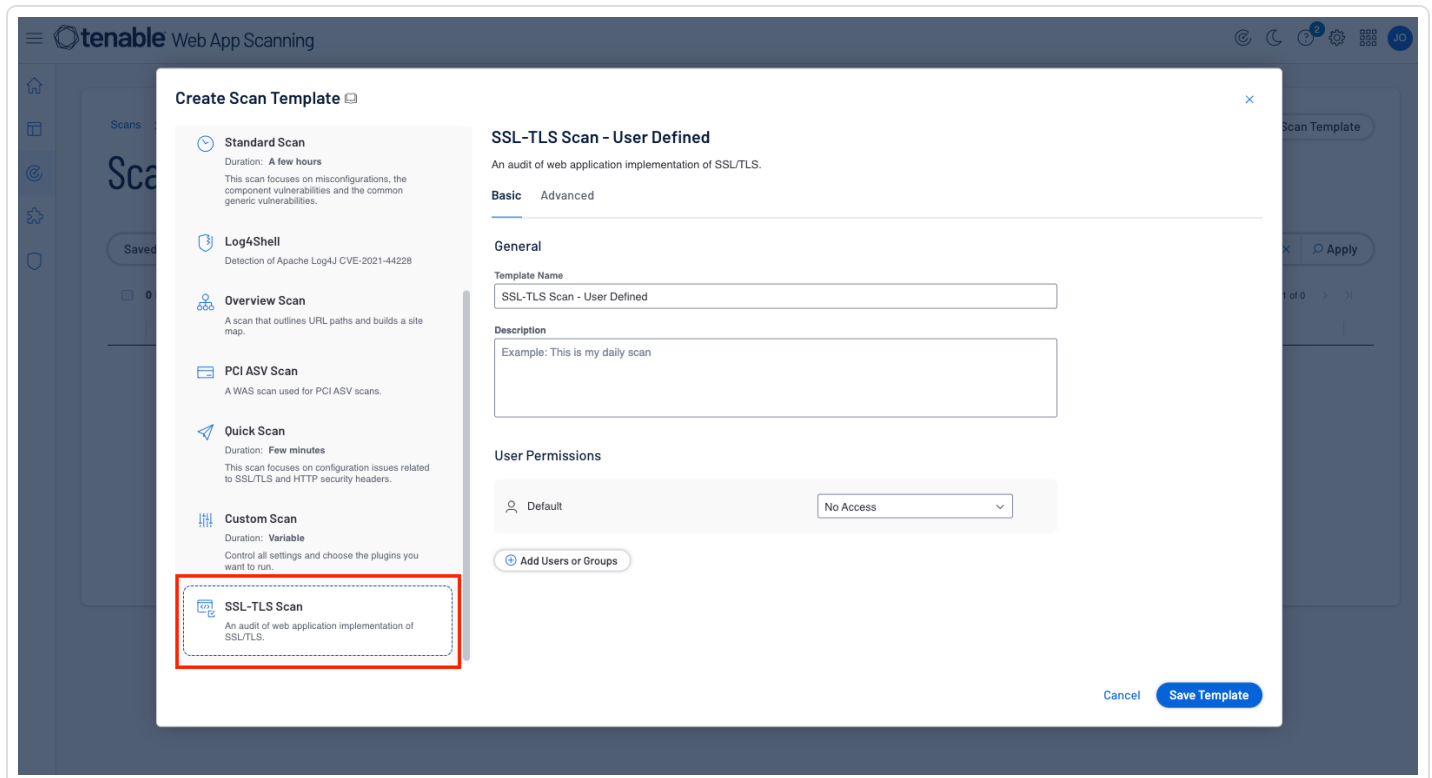 tenable Web App Scanning
2
JO
Create Scan Template
Scans
Scan Template
Sca
Saved
Apply
0
1 of 0
Standard Scan
Duration: A few hours
This scan focuses on misconfigurations, the
component vulnerabilities and the common
generic vulnerabilities.
Log4Shell
Detection of Apache Log4J CVE-2021-44228
Overview Scan
A scan that outlines URL paths and builds a site
map.
PCI ASV Scan
A WAS scan used for PCI ASV scans.
Quick Scan
Duration: Few minutes
This scan focuses on configuration issues related
to SSL/TLS and HTTP security headers.
Custom Scan
Duration: Variable
Control all settings and choose the plugins you
want to run.
SSL-TLS Scan
An audit of web application implementation of
SSL/TLS.
SSL-TLS Scan - User Defined
An audit of web application implementation of SSL/TLS.
Basic Advanced
General
Template Name
SSL-TLS Scan - User Defined
Description
Example: This is my daily scan
User Permissions
Default No Access
Add Users or Groups
Cancel Save Template